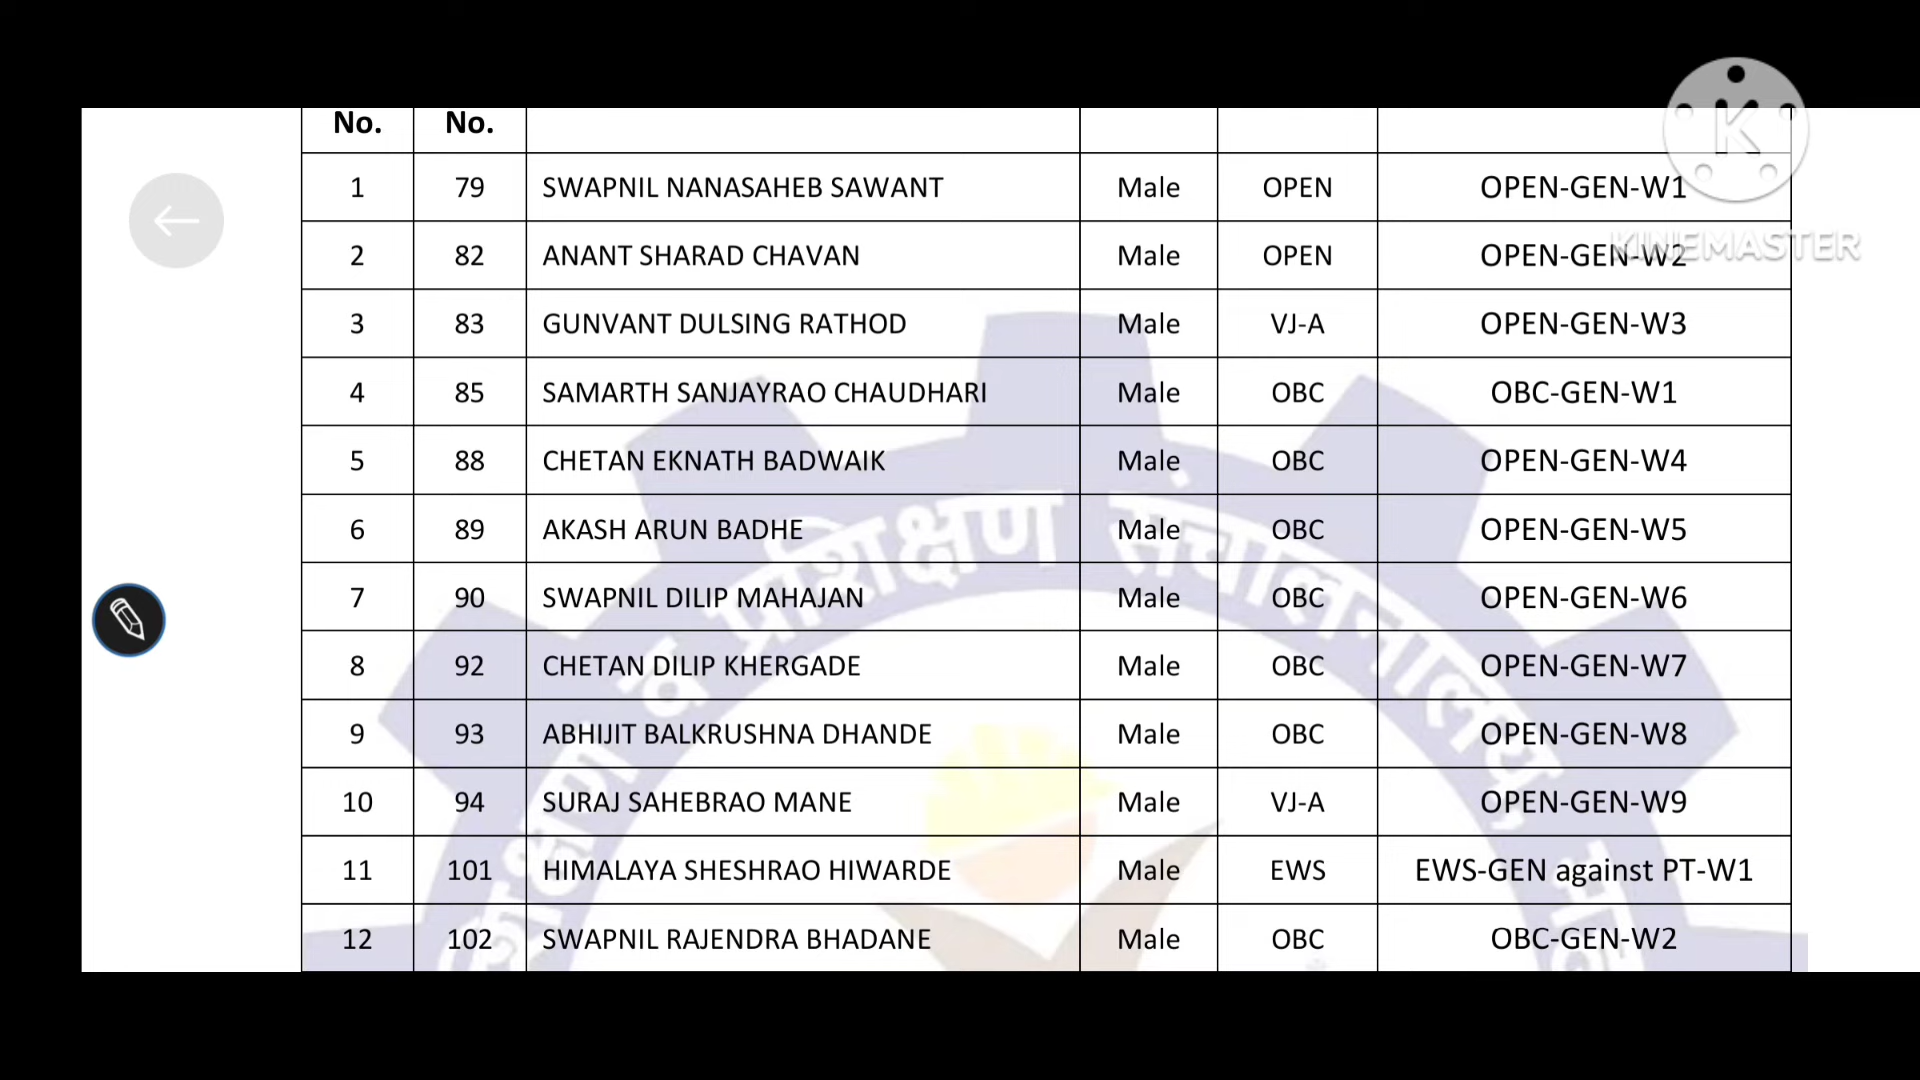 No. No.
1 79 SWAPNIL NANASAHEB SAWANT Male OPEN OPEN-GEN-W1
2 82 ANANT SHARAD CHAVAN Male OPEN OPEN-GEN-W2
KINEMASTER
3 83 GUNVANT DULSING RATHOD Male VJ-A OPEN-GEN-W3
4 85 SAMARTH SANJAYRAO CHAUDHARI Male OBC OBC-GEN-W1
5 88 CHETAN EKNATH BADWAIK Male OBC OPEN-GEN-W4
6 89 AKASH ARUN BADHE Male OBC OPEN-GEN-W5
7 90 SWAPNIL DILIP MAHAJAN Male OBC OPEN-GEN-W6
8 92 CHETAN DILIP KHERGADE Male OBC OPEN-GEN-W7
9 93 ABHIJIT BALKRUSHNA DHANDE Male OBC OPEN-GEN-W8
10 94 SURAJ SAHEBRAO MANE Male VJ-A OPEN-GEN-W9
11 101 HIMALAYA SHESHRAO HIWARDE Male EWS EWS-GEN against PT-W1
12 102 SWAPNIL RAJENDRA BHADANE Male OBC OBC-GEN-W2
व प्रशिक्षण संचालनालय,